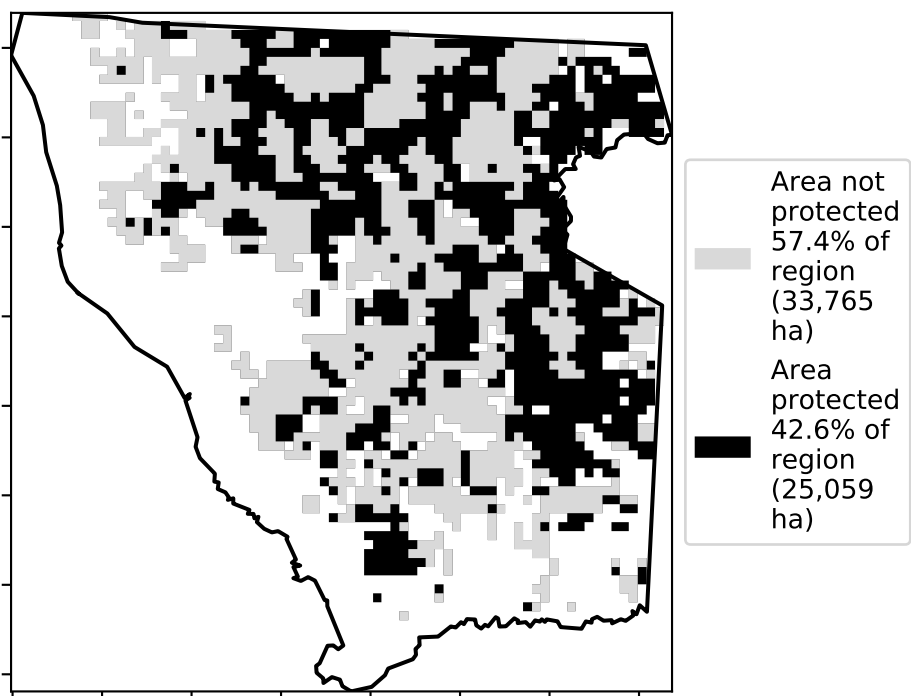 Area not
protected
57.4% of
region
(33,765
ha)
Area
protected
42.6% of
region
(25,059
ha)